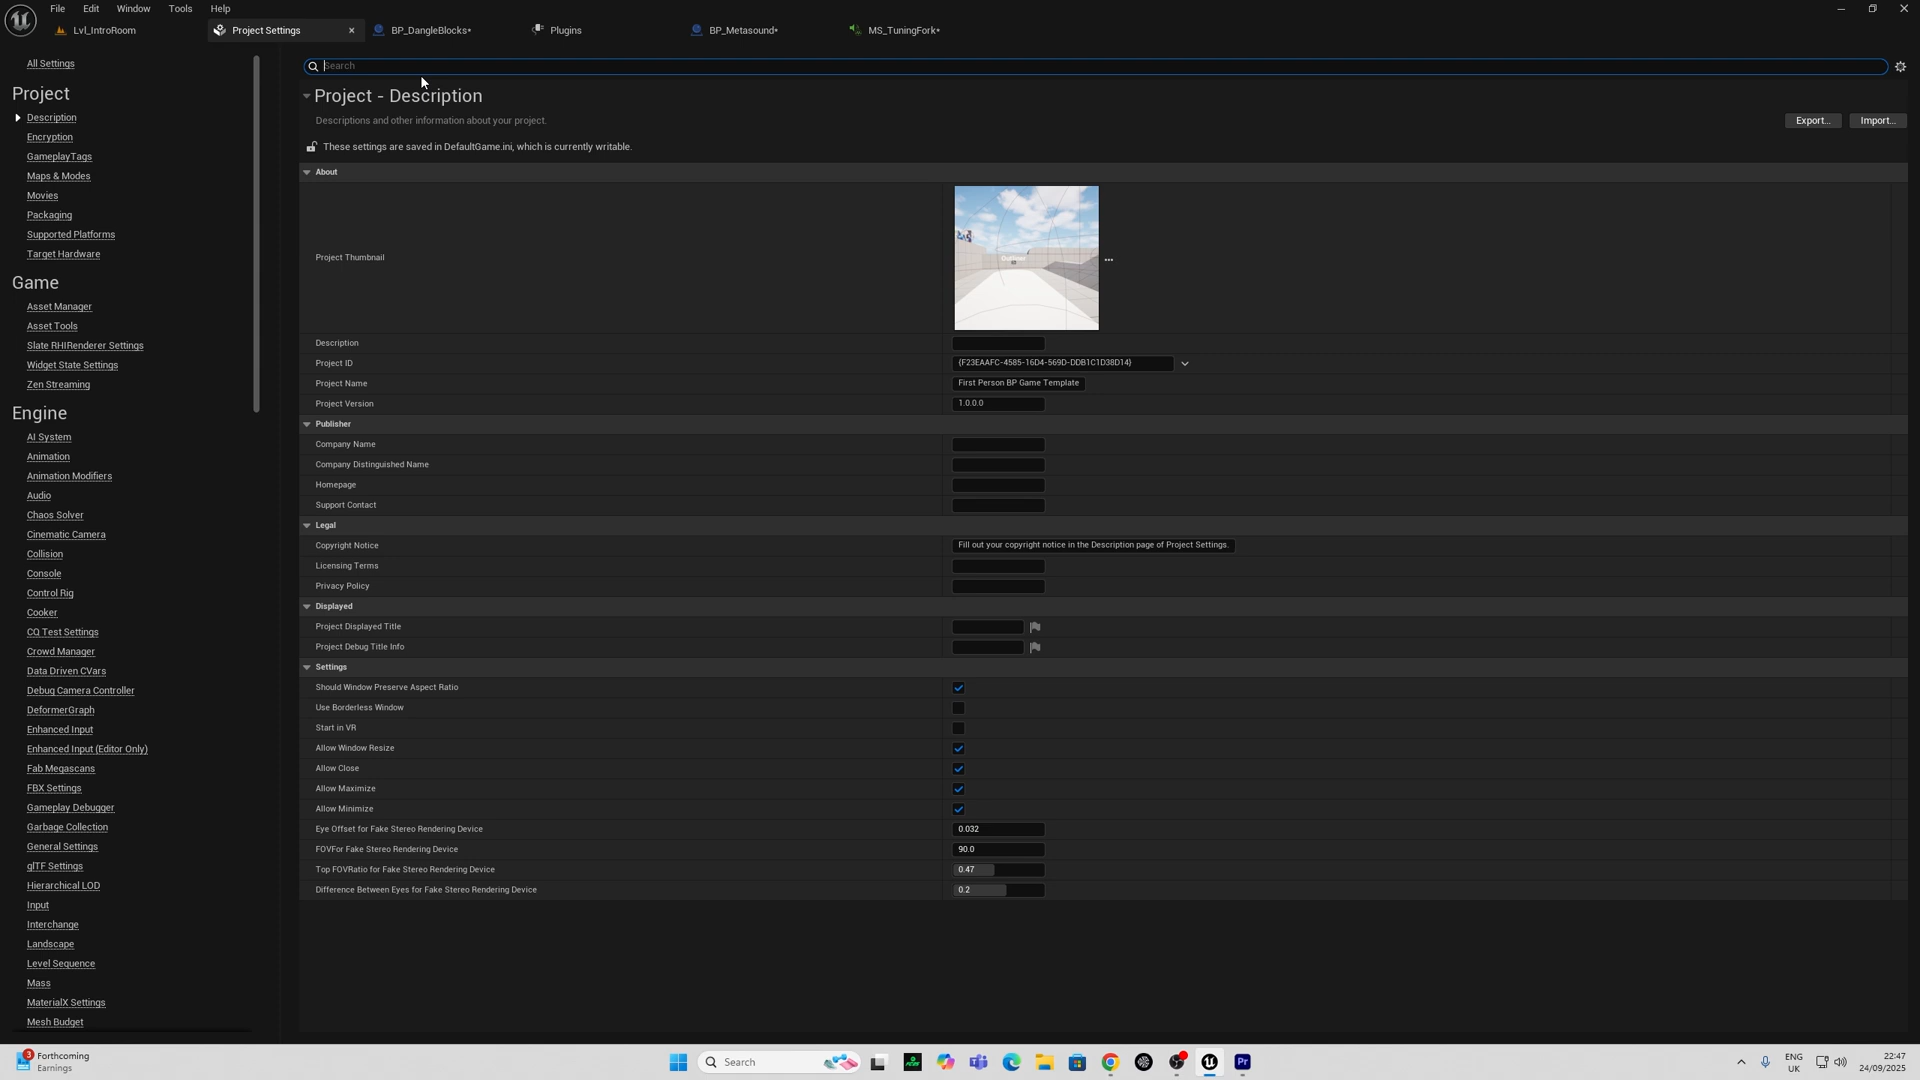 File Edit Window Tools Help
Lvl_IntroRoom Project Settings × BP_DangleBlocks* Plugins BP_Metasound* MS_TuningFork*
All Settings
Project
Description
Encryption
GameplayTags
Maps & Modes
Movies
Packaging
Supported Platforms
Target Hardware
Game
Asset Manager
Asset Tools
Slate RHIRenderer Settings
Widget State Settings
Zen Streaming
Engine
AI System
Animation
Animation Modifiers
Audio
Chaos Solver
Cinematic Camera
Collision
Console
Control Rig
Cooker
CQ Test Settings
Crowd Manager
Data Driven CVars
Debug Camera Controller
DeformerGraph
Enhanced Input
Enhanced Input (Editor Only)
Fab Megascans
FBX Settings
Gameplay Debugger
Garbage Collection
General Settings
glTF Settings
Hierarchical LOD
Input
Interchange
Landscape
Level Sequence
Mass
MaterialX Settings
Mesh Budget
Search
Project - Description
Descriptions and other information about your project.
Export... Import...
These settings are saved in DefaultGame.ini, which is currently writable.
About
Project Thumbnail
Description
Project ID {F23EAAFC-4585-16D4-569D-DDB1C1D38D14}
Project Name First Person BP Game Template
Project Version 1.0.0.0
Publisher
Company Name
Company Distinguished Name
Homepage
Support Contact
Legal
Copyright Notice Fill out your copyright notice in the Description page of Project Settings.
Licensing Terms
Privacy Policy
Displayed
Project Displayed Title
Project Debug Title Info
Settings
Should Window Preserve Aspect Ratio
Use Borderless Window
Start in VR
Allow Window Resize
Allow Close
Allow Maximize
Allow Minimize
Eye Offset for Fake Stereo Rendering Device 0.032
FOVFor Fake Stereo Rendering Device 90.0
Top FOVRatio for Fake Stereo Rendering Device 0.47
Difference Between Eyes for Fake Stereo Rendering Device 0.2
3 Forthcoming
Earnings
Search
Pr
ENG
UK
22:47
24/09/2025